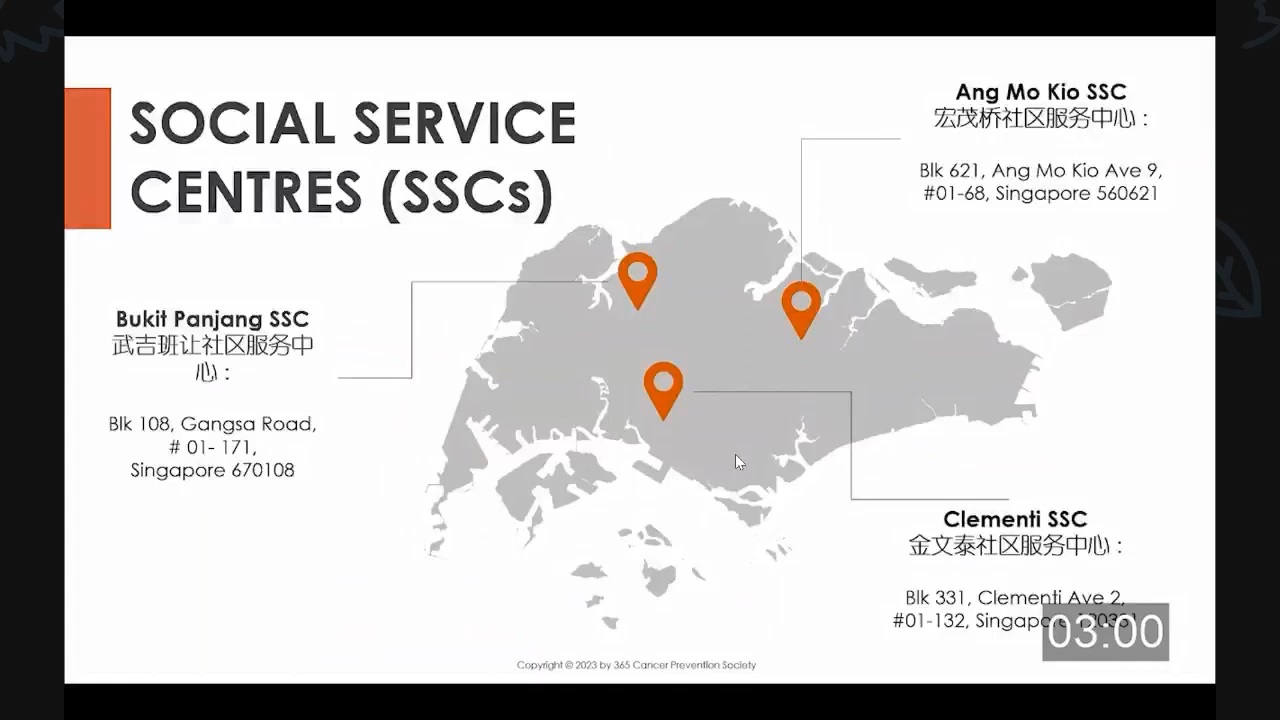 SOCIAL SERVICE
CENTRES (SSCs)
Ang Mo Kio SSC
宏茂桥社区服务中心 :
Blk 621, Ang Mo Kio Ave 9,
#01-68, Singapore 560621
Bukit Panjang SSC
武吉班让社区服务中
心 :
Blk 108, Gangsa Road,
# 01- 171,
Singapore 670108
Clementi SSC
金文泰社区服务中心 :
Blk 331, Clementi Ave 2,
#01-132, Singapore
03:00
Copyright © 2023 by 365 Cancer Prevention Society